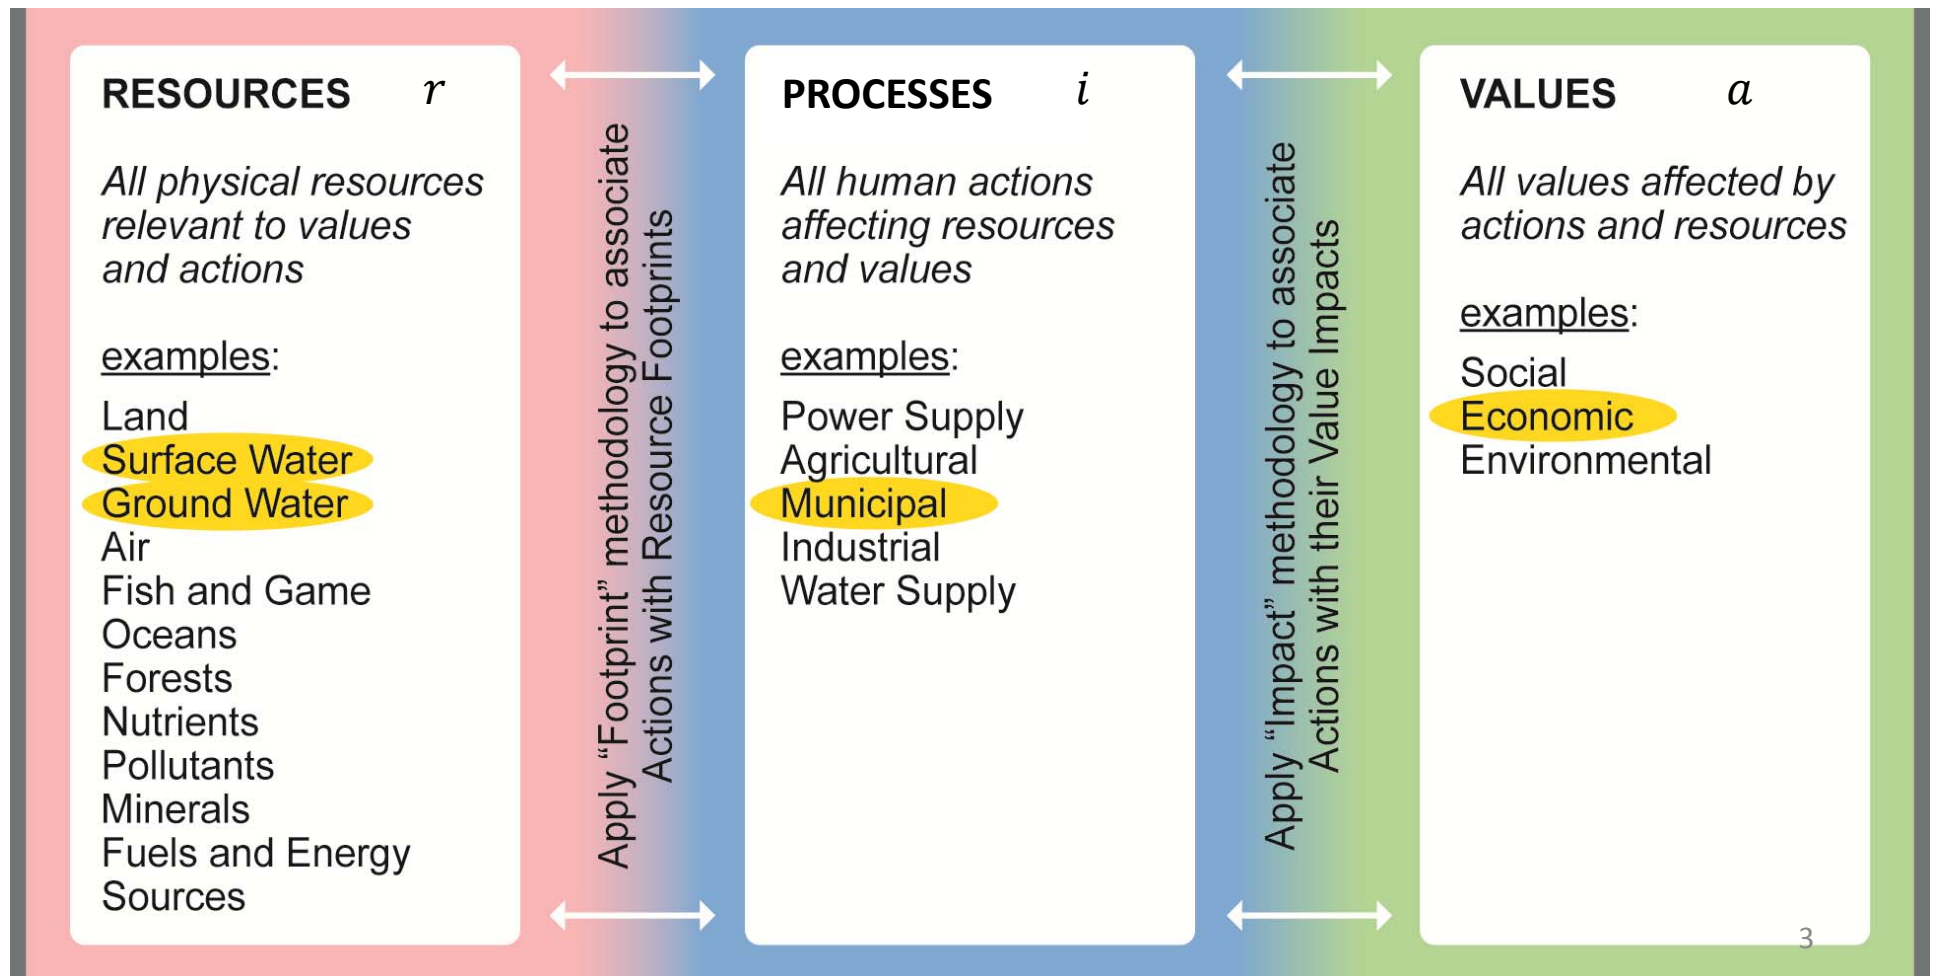 RESOURCES r
All physical resources
relevant to values
and actions
examples:
Land
Surface Water
Ground Water
Air
Fish and Game
Oceans
Forests
Nutrients
Pollutants
Minerals
Fuels and Energy
Sources
Apply “Footprint” methodology to associate
Actions with Resource Footprints
PROCESSES i
All human actions
affecting resources
and values
examples:
Power Supply
Agricultural
Municipal
Industrial
Water Supply
Apply “Impact” methodology to associate
Actions with their Value Impacts
VALUES a
All values affected by
actions and resources
examples:
Social
Economic
Environmental
3